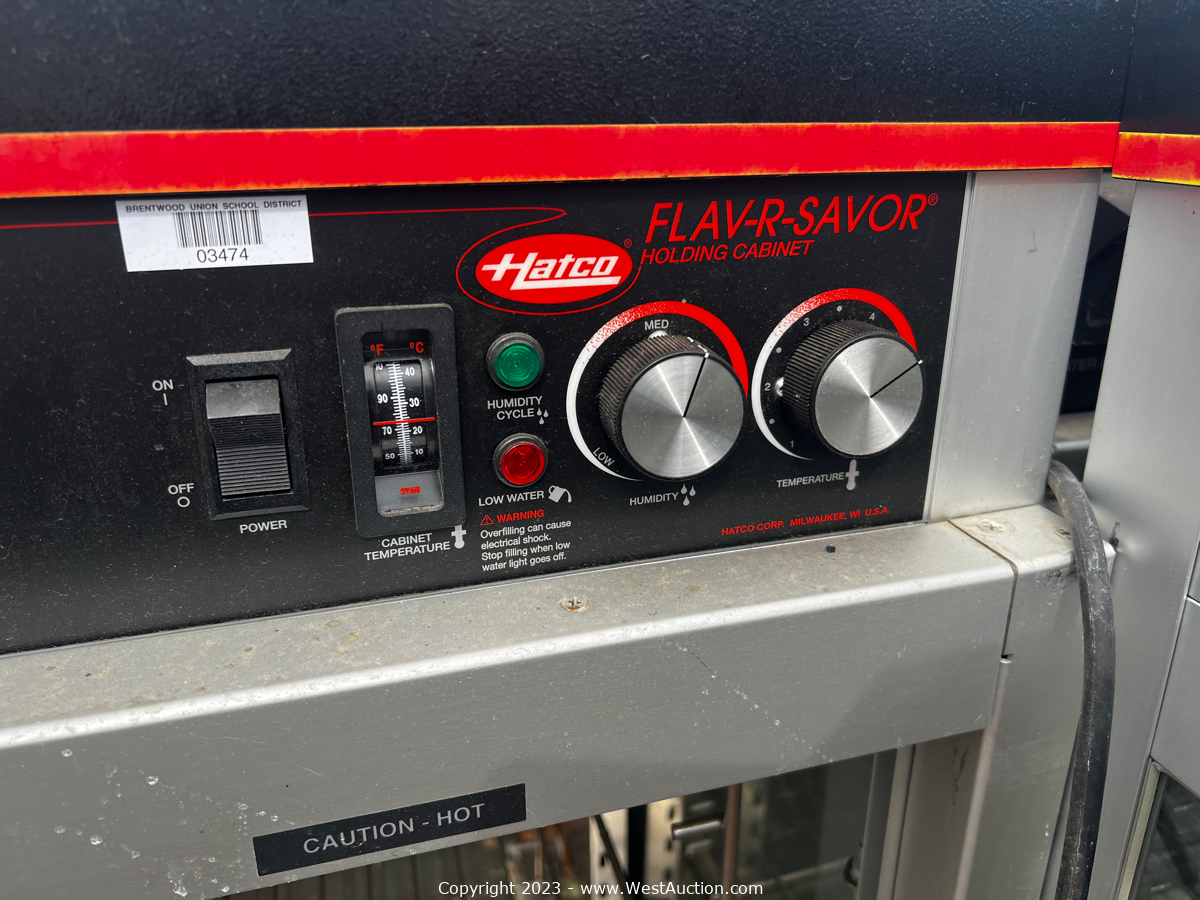 BRENTWOOD UNION SCHOOL DISTRICT
03474
FLAV-R-SAVOR®
HOLDING CABINET
Hatco®
ON
I
OFF
O
POWER
°F °C
40
90 30
70 20
50 10
CABINET
TEMPERATURE
HUMIDITY
CYCLE
LOW WATER
WARNING
Overfilling can cause
electrical shock.
Stop filling when low
water light goes off.
MED
LOW
HUMIDITY
1
2
3
4
TEMPERATURE
HATCO CORP. MILWAUKEE, WI U.S.A.
CAUTION - HOT
Copyright 2023 - www.WestAuction.com